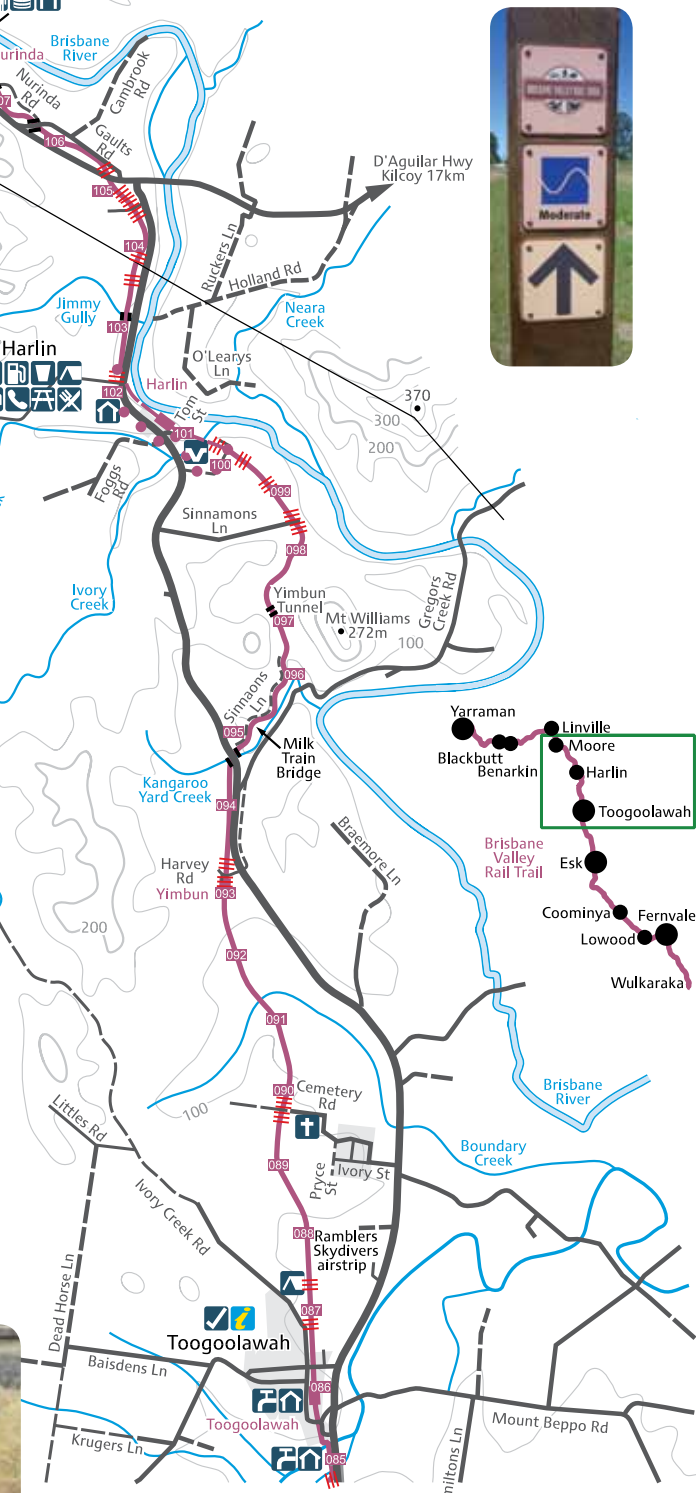 Brisbane
River
urinda
Nurinda
Rd
Cambrook
Rd
Gaults
Rd
07
106
105
104
103
102
101
100
099
098
097
096
095
094
093
092
091
090
089
088
087
086
085
D'Aguilar Hwy
Kilcoy 17km
Ruckers Ln
Holland Rd
Jimmy
Gully
Neara
Creek
Harlin
O'Learys
Ln
Harlin
Tom
St
370
300
200
Foggs
Rd
Sinnamons
Ln
Ivory
Creek
Yimbun
Tunnel
Mt Williams
272m
100
Gregors
Creek Rd
Sinnaons
Ln
Milk
Train
Bridge
Kangaroo
Yard Creek
Harvey
Rd
Yimbun
Braemore Ln
200
Cemetery
Rd
100
Littles Rd
Pryce
St
Ivory St
Brisbane
River
Boundary
Creek
Ivory Creek Rd
Ramblers
Skydivers
airstrip
Dead Horse Ln
i
Toogoolawah
Baisdens Ln
Toogoolawah
Krugers Ln
Mount Beppo Rd
miltons Ln
Moderate
Yarraman
Linville
Blackbutt
Moore
Benarkin
Harlin
Toogoolawah
Brisbane
Valley
Rail Trail
Esk
Coominya
Fernvale
Lowood
Wulkaraka